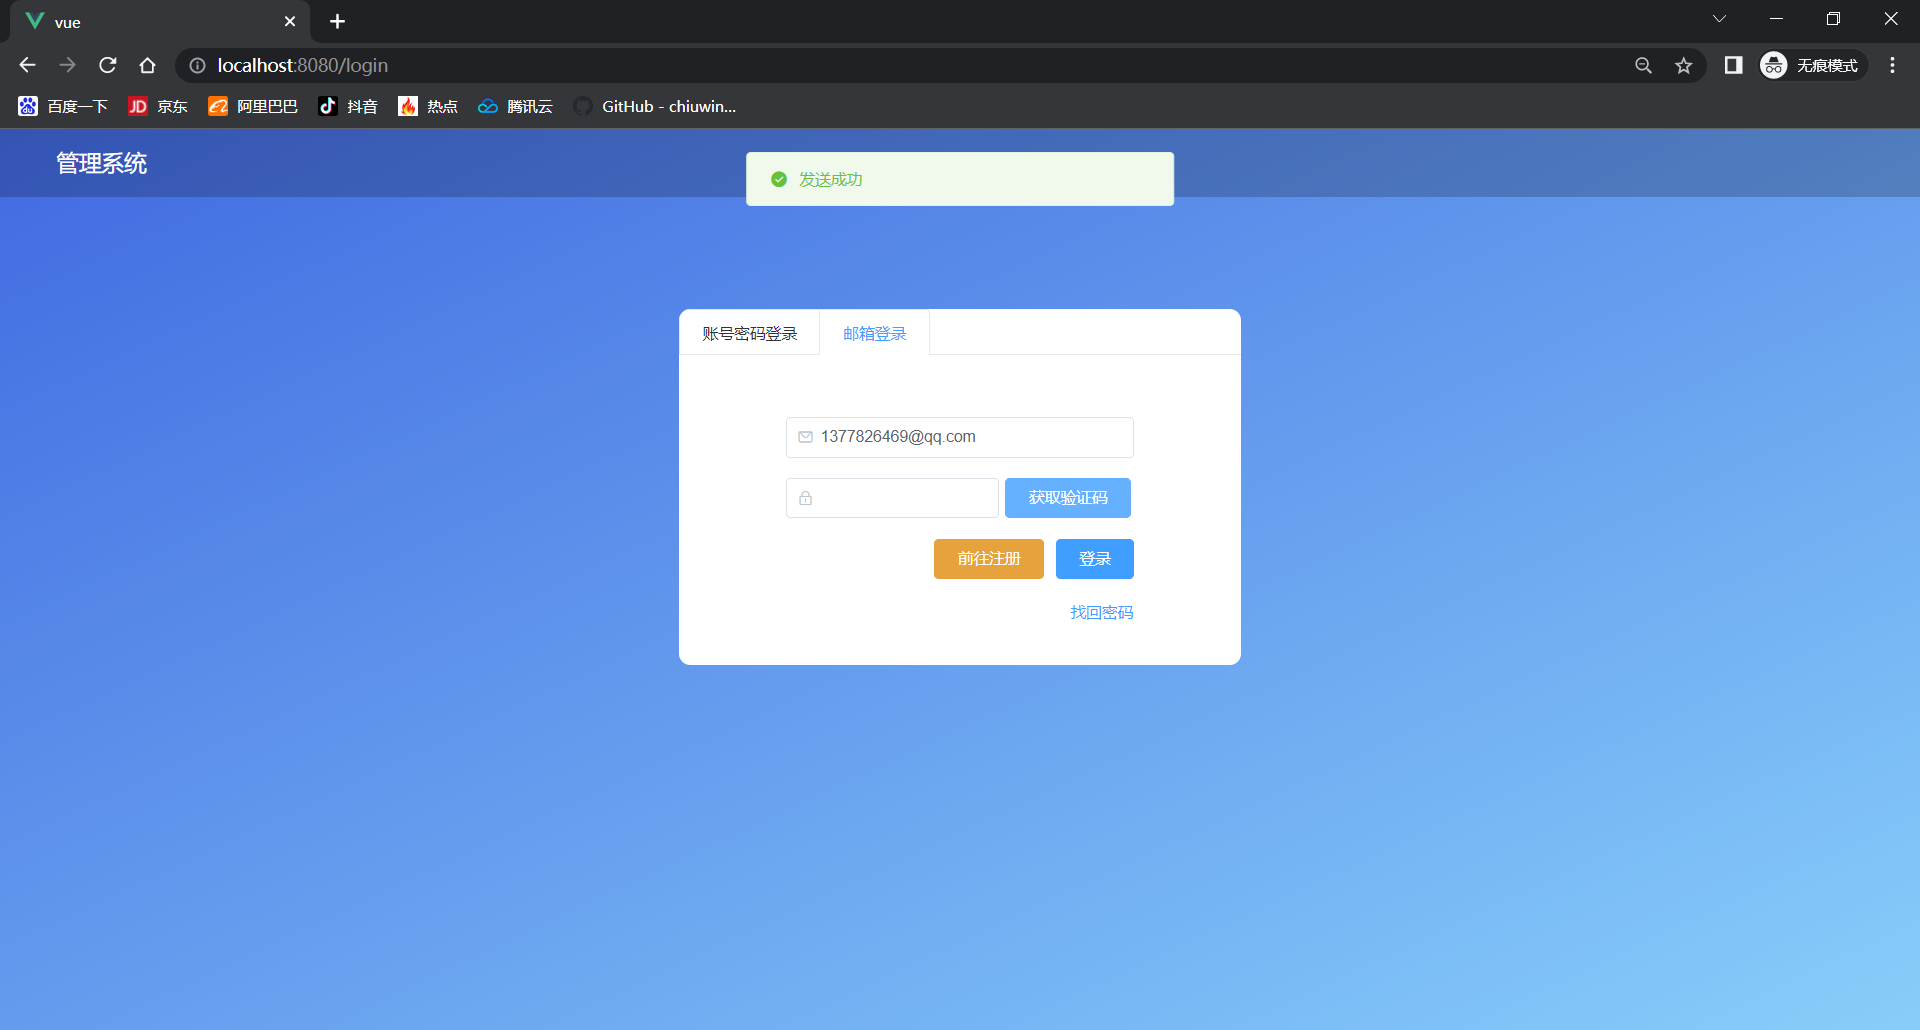 vue
localhost:8080/login
无痕模式
百度一下 京东 阿里巴巴 抖音 热点 腾讯云 GitHub - chiuwin...
管理系统
发送成功
账号密码登录 邮箱登录
1377826469@qq.com
获取验证码
前往注册 登录
找回密码